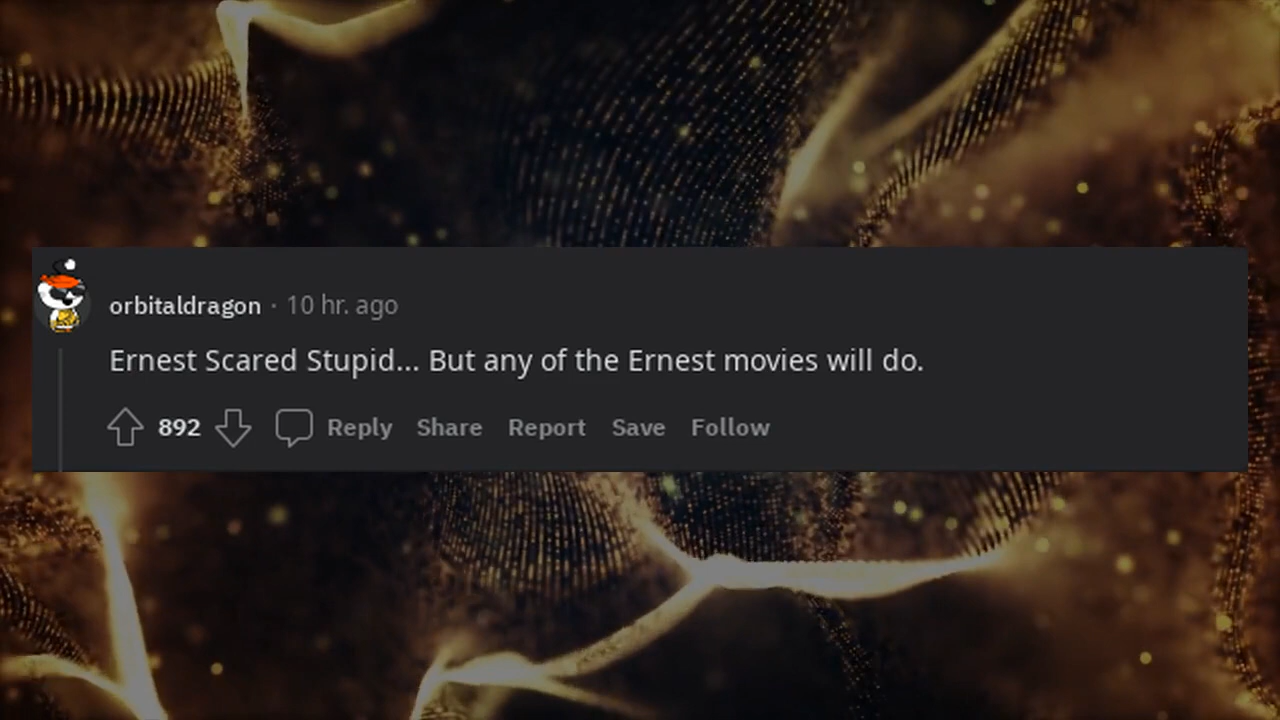 orbitaldragon · 10 hr. ago
Ernest Scared Stupid... But any of the Ernest movies will do.
892 Reply Share Report Save Follow